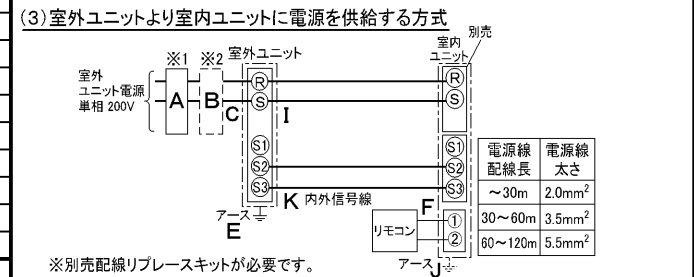 (3)室外ユニットより室内ユニットに電源を供給する方式
※1 ※2 室外ユニット
別売
室内
ユニット
室外
ユニット電源
単相 200V
A B C
R
S
I
R
S
S1
S2
S3
S1
S2
S3
K 内外信号線
アース
E
F
リモコン
①
②
アース J
電源線配線長 電源線太さ
～30m 2.0mm²
30～60m 3.5mm²
60～120m 5.5mm²
※別売配線リプレースキットが必要です。